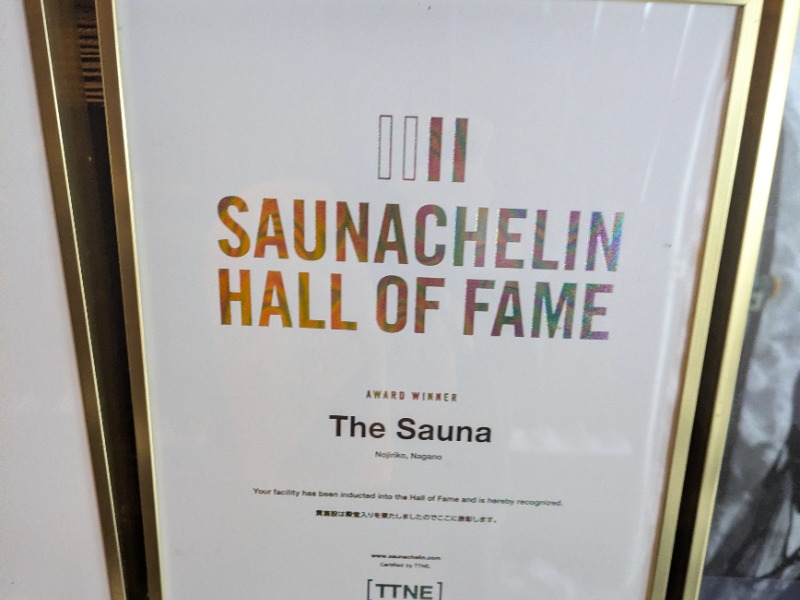 SAUNACHELIN
HALL OF FAME
AWARD WINNER
The Sauna
Nojiriko, Nagano
Your facility has been inducted into the Hall of Fame and is hereby recognized.
貴施設は殿堂入りを果たしましたのでここに表彰します。
www.saunachelin.com
Certified by TTNE.
[TTNE]